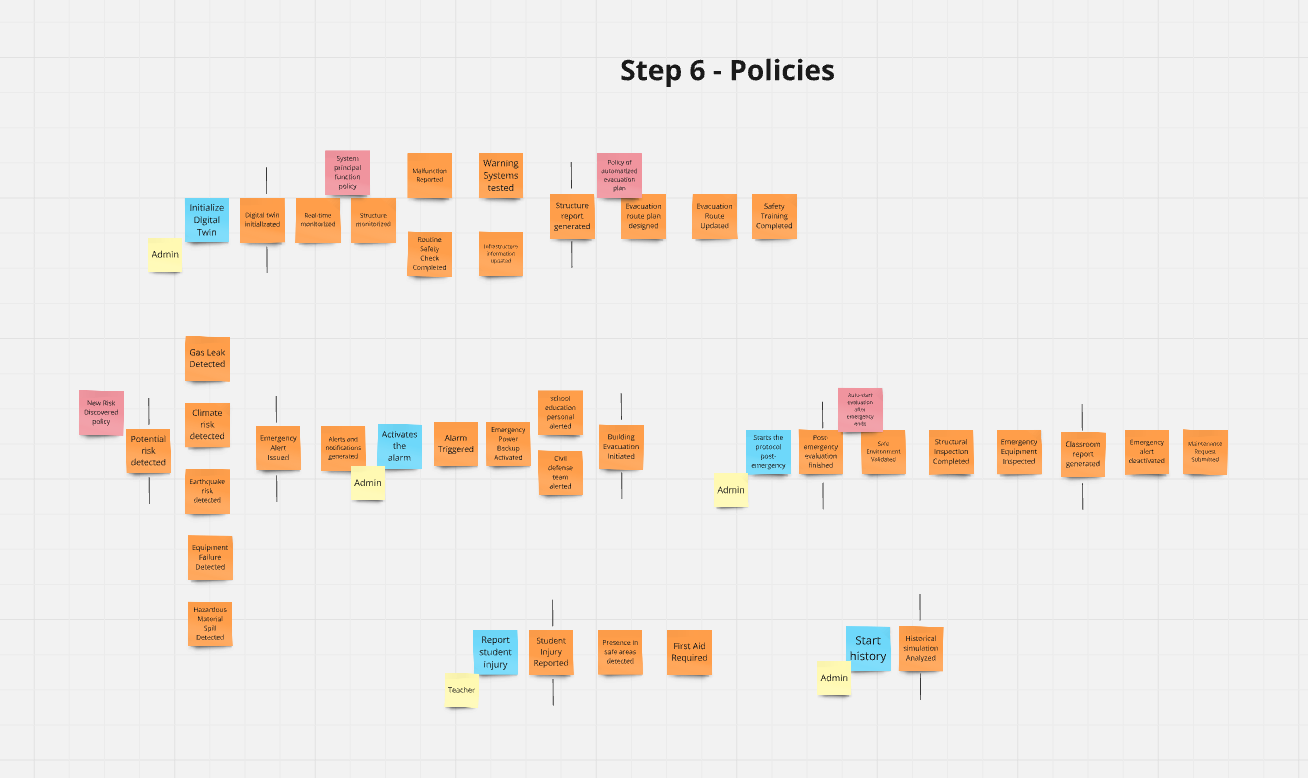 Step 6 - Policies
System
principal
function
policy
Malfunction
Reported
Warning
Systems
tested
Policy of
automatized
evacuation
plan
Initialize
Digital
Twin
Digital twin
initializated
Real-time
monitorized
Structure
monitorized
Structure
report
generated
Evacuation
route plan
designed
Evacuation
Route
Updated
Safety
Training
Completed
Admin
Routine
Safety
Check
Completed
Infrastructure
information
updated
Gas Leak
Detected
New Risk
Discovered
policy
Potential
risk
detected
Climate
risk
detected
Earthquake
risk
detected
Equipment
Failure
Detected
Hazardous
Material
Spill
Detected
Emergency
Alert
Issued
Alerts and
notifications
generated
Activates
the
alarm
Admin
Alarm
Triggered
Emergency
Power
Backup
Activated
school
education
personal
alerted
Civil
defense
team
alerted
Building
Evacuation
Initiated
Starts the
protocol
post-
emergency
Admin
Post-
emergency
evaluation
finished
Auto-start
evaluation
after
emergency
ends
Safe
Environment
Validated
Structural
Inspection
Completed
Emergency
Equipment
Inspected
Classroom
report
generated
Emergency
alert
deactivated
Maintenance
Request
Submitted
Report
student
injury
Teacher
Student
Injury
Reported
Presence in
safe areas
detected
First Aid
Required
Start
history
Admin
Historical
simulation
Analyzed